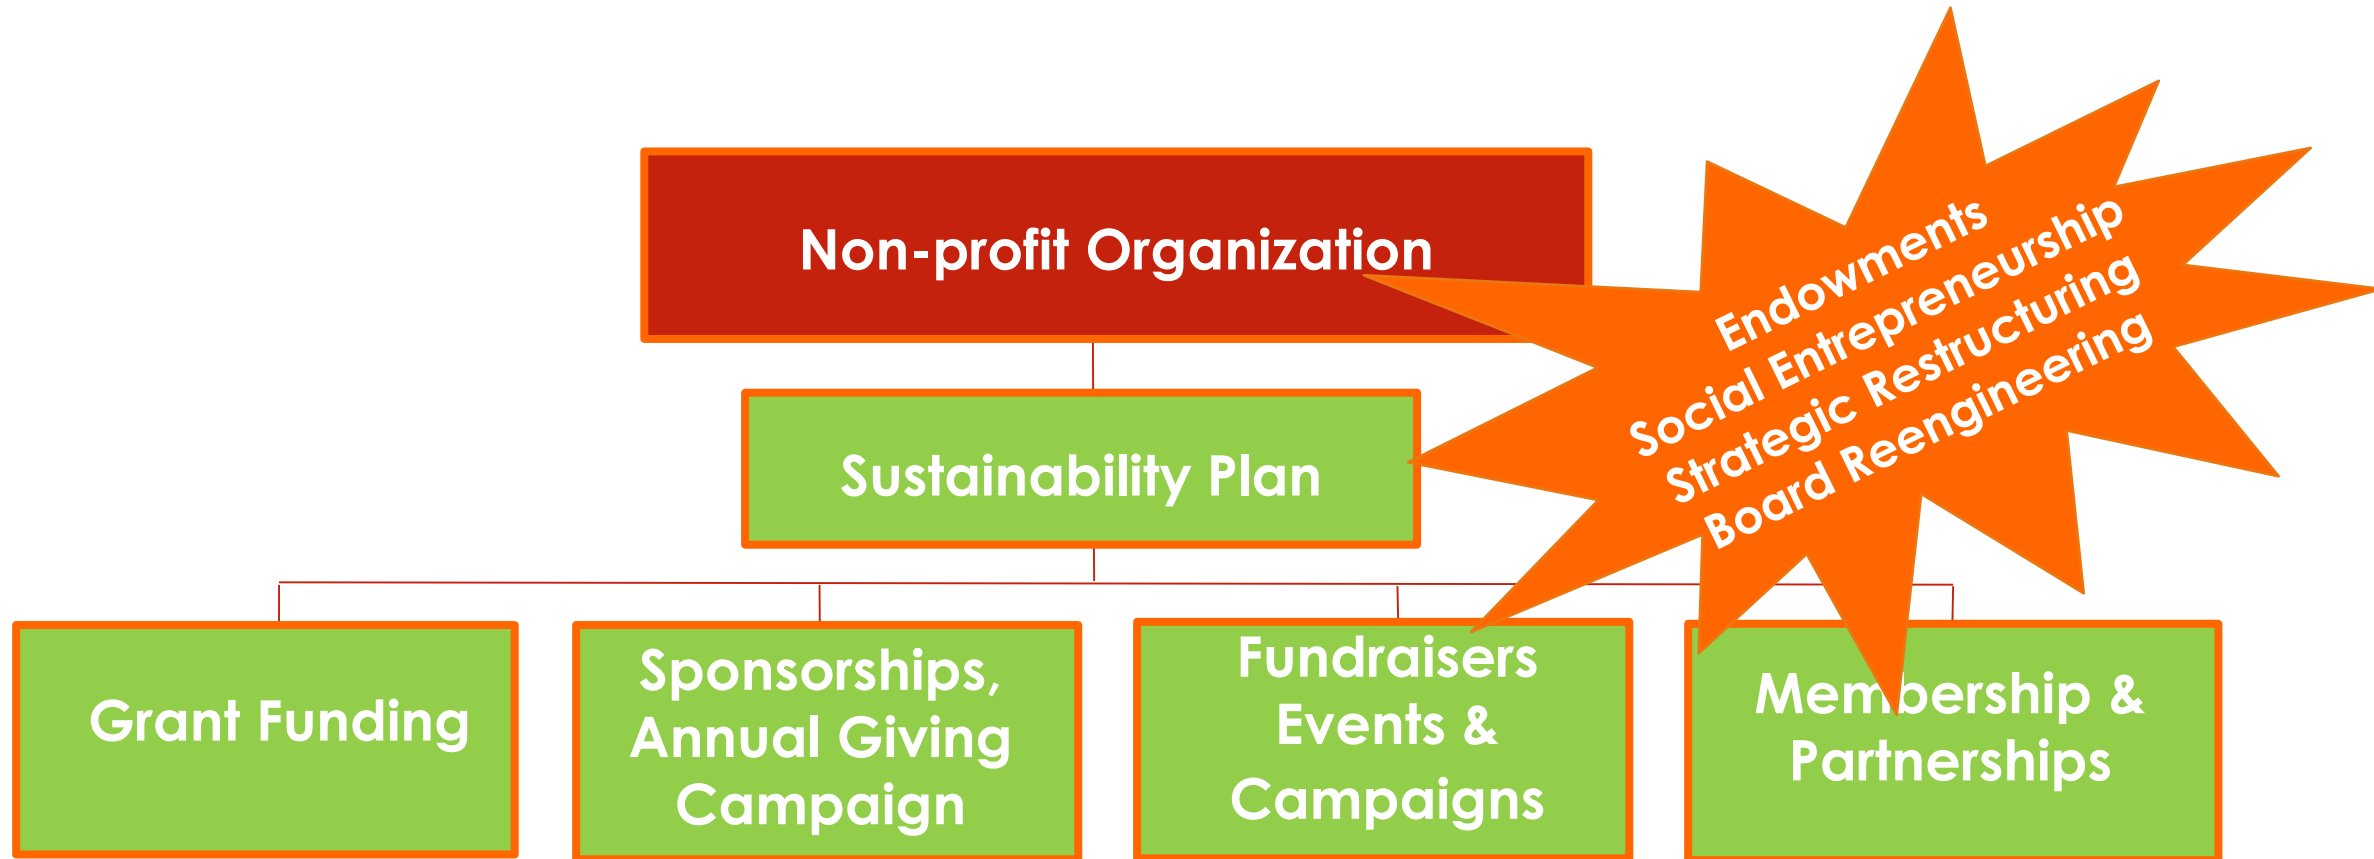 Non-profit Organization
Endowments
Social Entrepreneurship
Strategic Restructuring
Board Reengineering
Sustainability Plan
Grant Funding
Sponsorships,
Annual Giving
Campaign
Fundraisers
Events &
Campaigns
Membership &
Partnerships